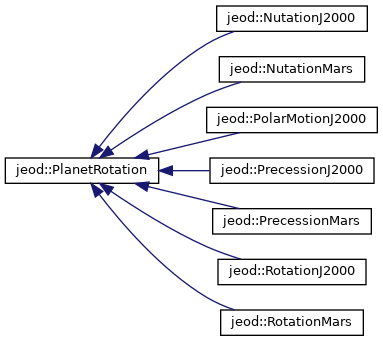 jeod::NutationJ2000
jeod::NutationMars
jeod::PolarMotionJ2000
jeod::PlanetRotation
jeod::PrecessionJ2000
jeod::PrecessionMars
jeod::RotationJ2000
jeod::RotationMars